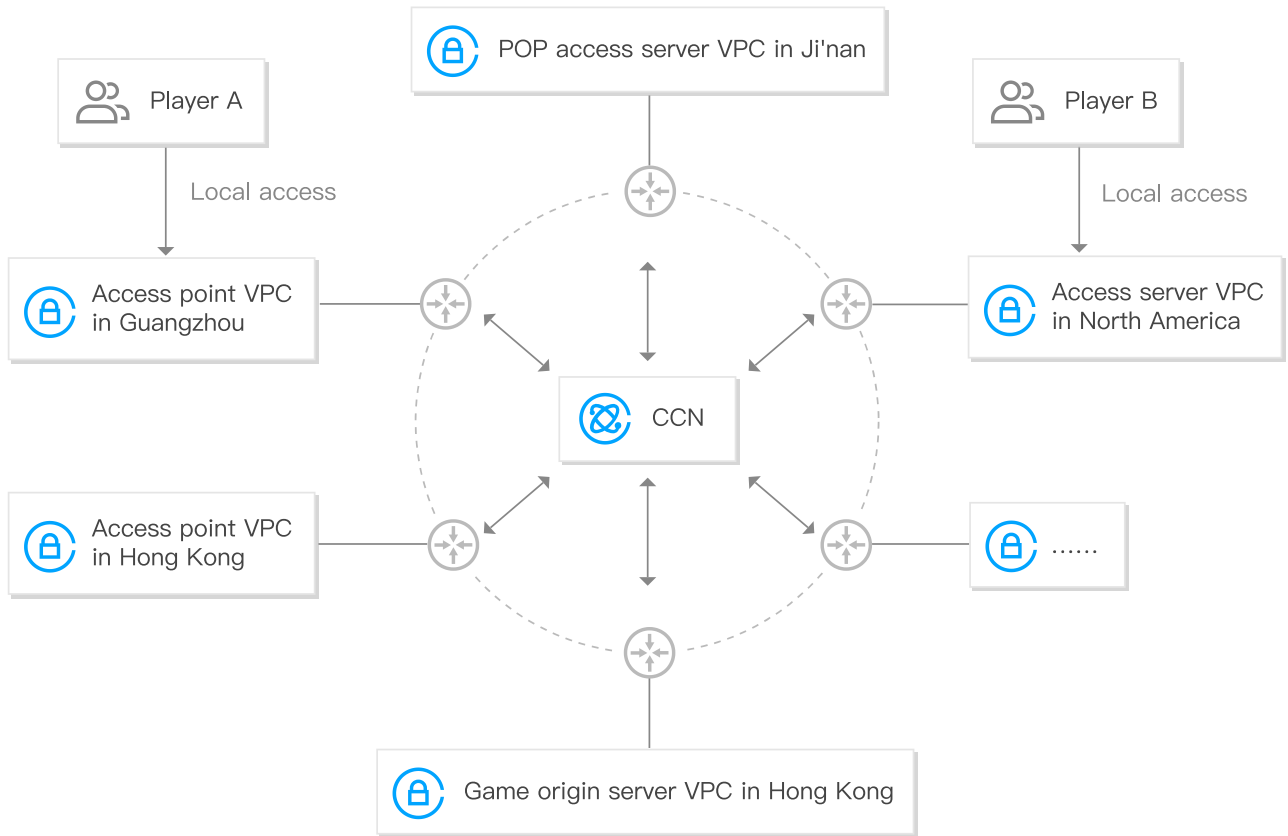 POP access server VPC in Ji'nan
Player A
Player B
Local access
Local access
Access point VPC
in Guangzhou
Access server VPC
in North America
CCN
Access point VPC
in Hong Kong
......
Game origin server VPC in Hong Kong